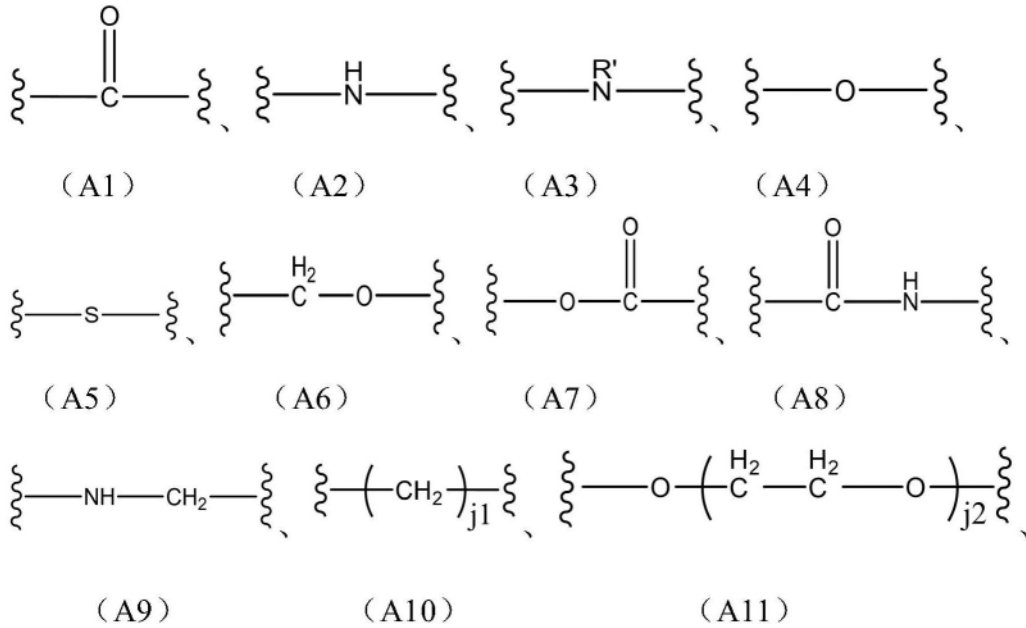 O O
C、 H N、 R' N、 O、
（A1） （A2） （A3） （A4）
S、 H2 C O、 O C O、 O C H N、
（A5） （A6） （A7） （A8）
NH CH2、 ( CH2 ) j1、 O ( H2 C H2 C O ) j2、
（A9） （A10） （A11）